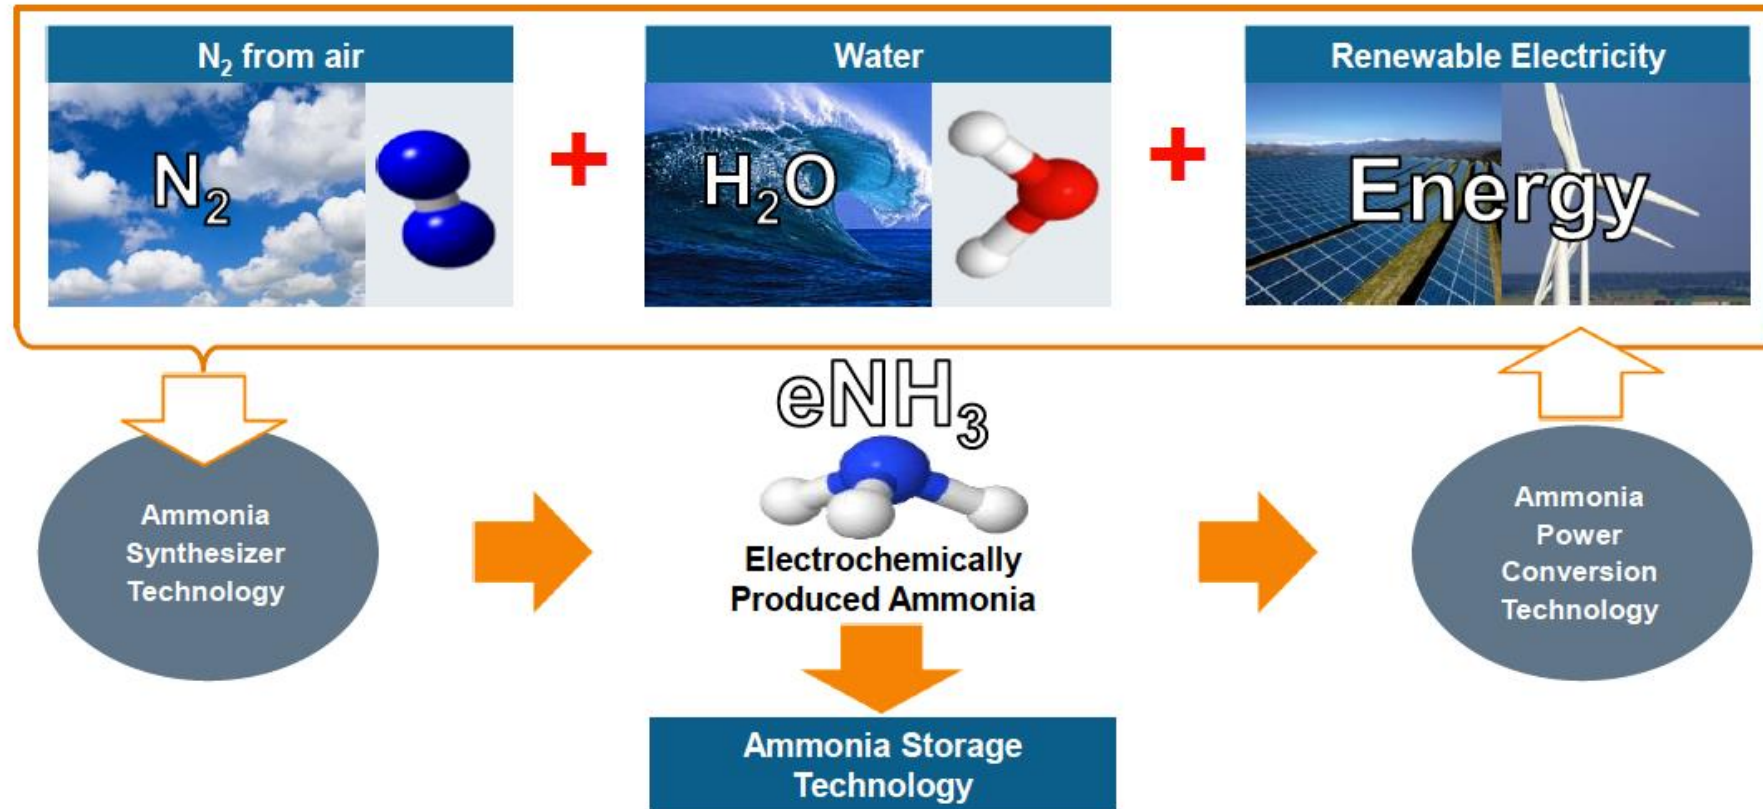 N₂ from air
Water
Renewable Electricity
N₂
+
H₂O
+
Energy
eNH₃
Ammonia
Synthesizer
Technology
Electrochemically
Produced Ammonia
Ammonia
Power
Conversion
Technology
Ammonia Storage
Technology